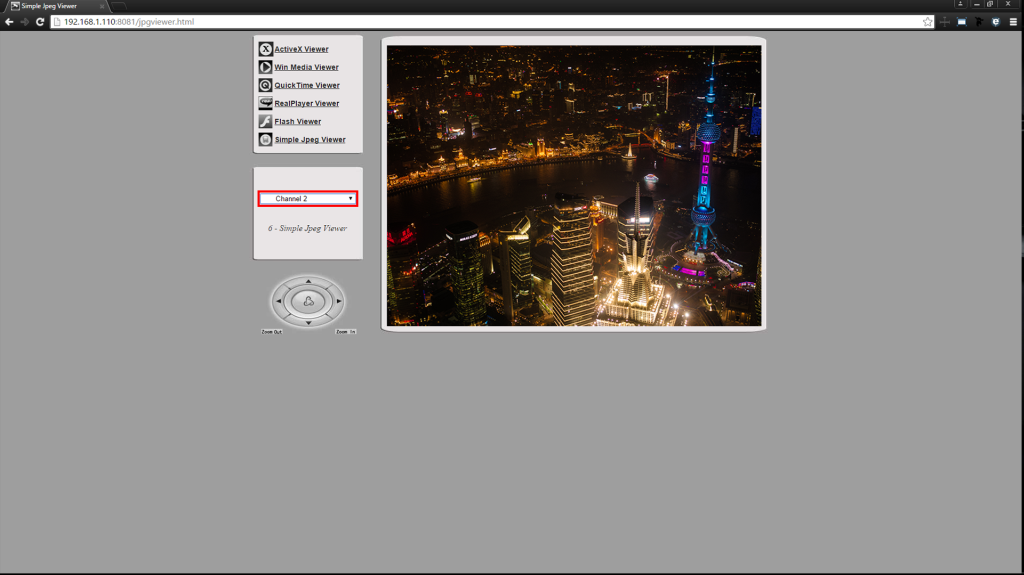 Simple Jpeg Viewer
192.168.1.110:8081/jpgviewer.html
ActiveX Viewer
Win Media Viewer
QuickTime Viewer
RealPlayer Viewer
Flash Viewer
Simple Jpeg Viewer
Channel 2
6 - Simple Jpeg Viewer
Zoom Out
Zoom In